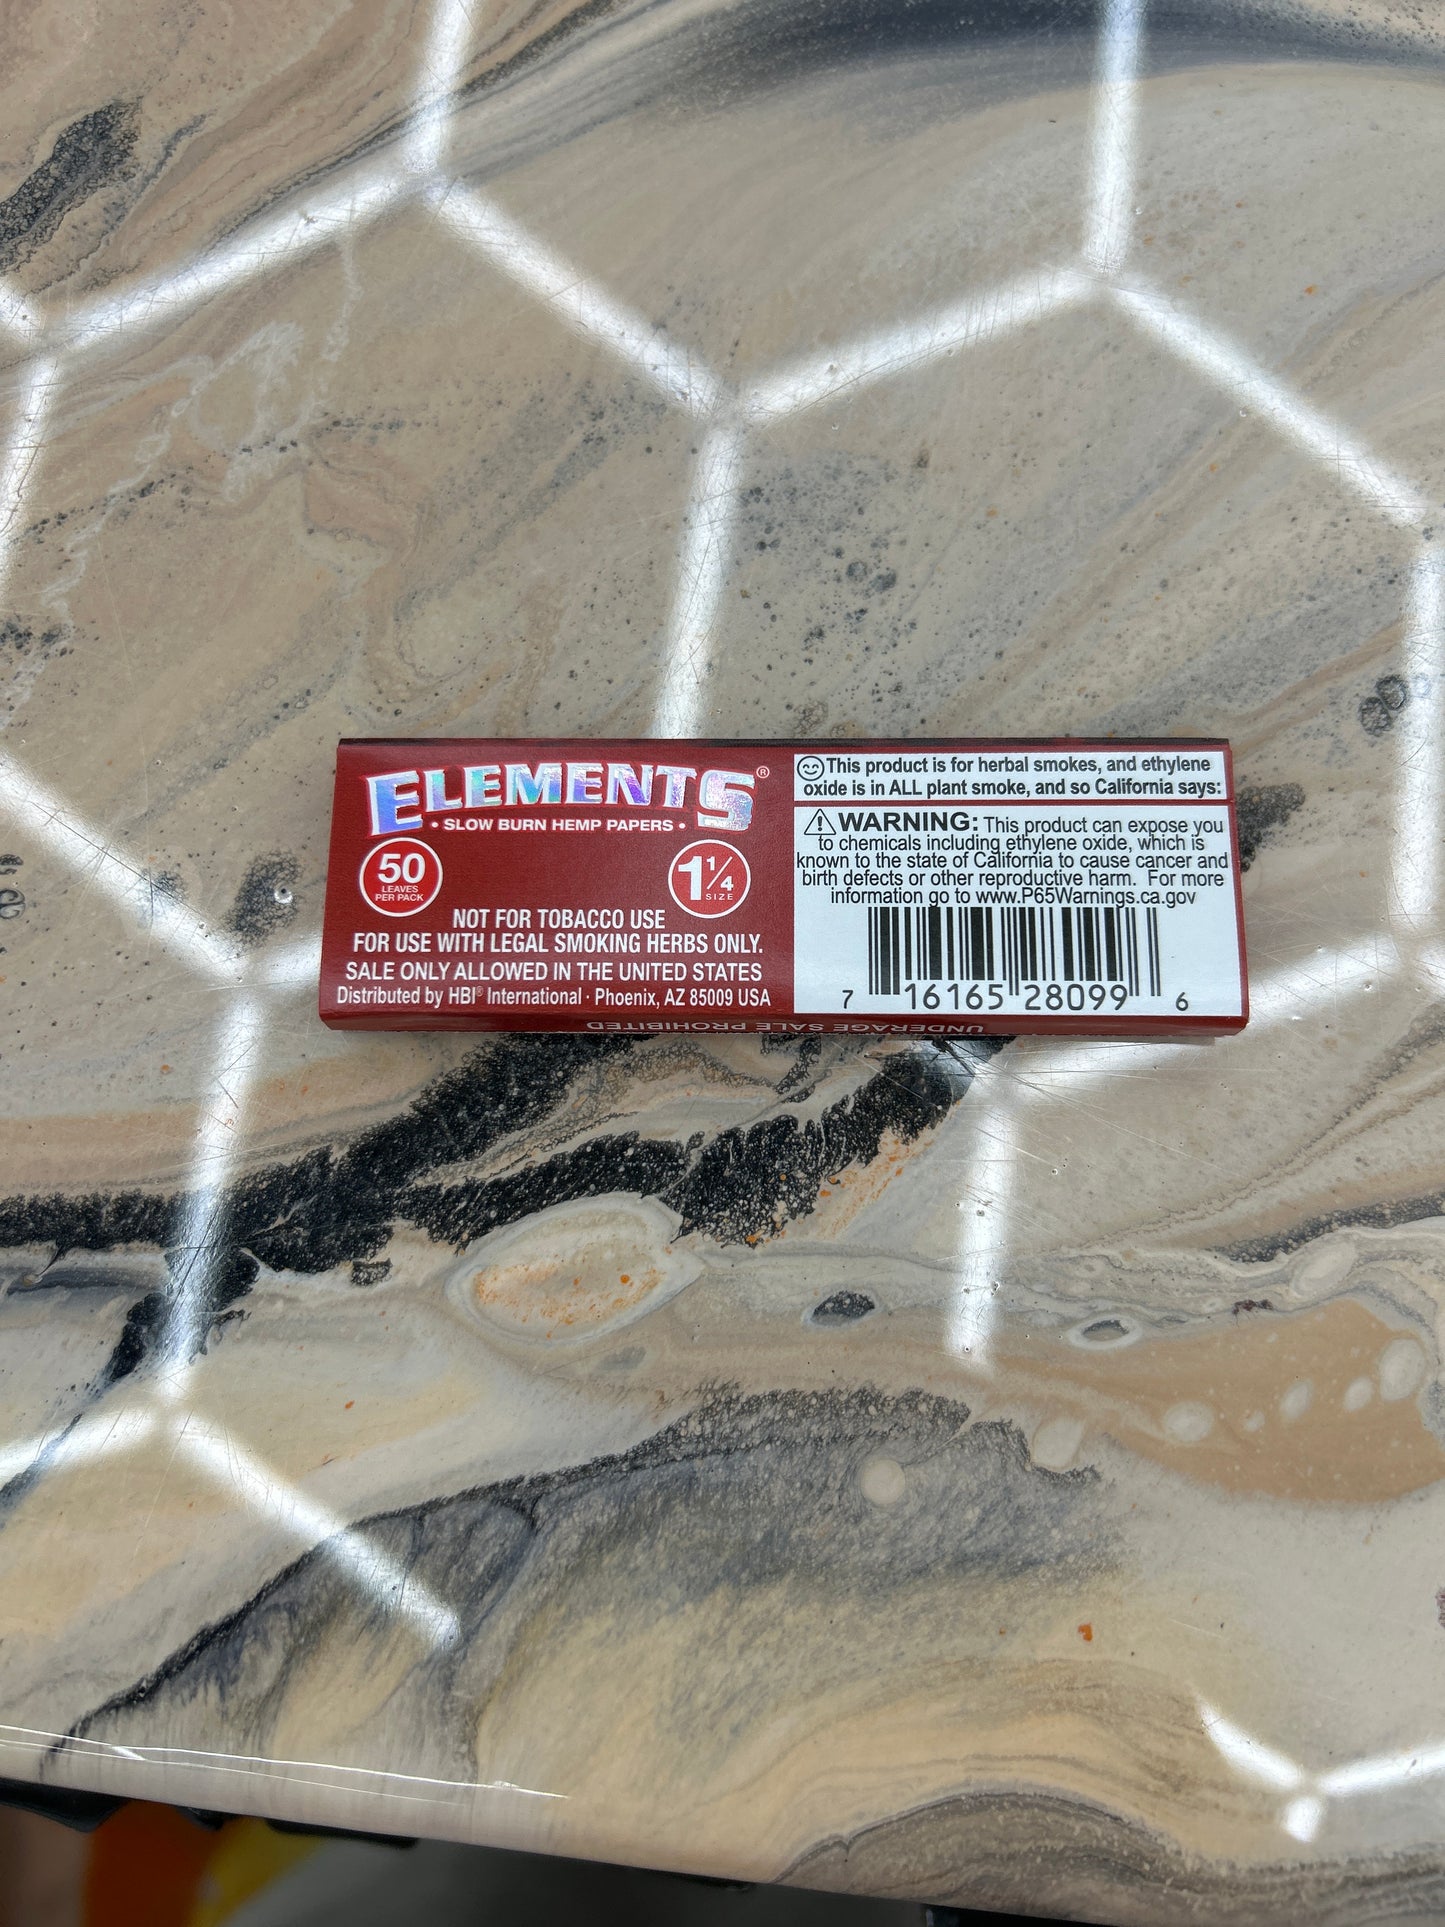 ELEMENTS®
• SLOW BURN HEMP PAPERS •
50
LEAVES
PER PACK
1 1/4
SIZE
NOT FOR TOBACCO USE
FOR USE WITH LEGAL SMOKING HERBS ONLY.
SALE ONLY ALLOWED IN THE UNITED STATES
Distributed by HBI® International · Phoenix, AZ 85009 USA
This product is for herbal smokes, and ethylene
oxide is in ALL plant smoke, and so California says:
WARNING: This product can expose you
to chemicals including ethylene oxide, which is
known to the state of California to cause cancer and
birth defects or other reproductive harm. For more
information go to www.P65Warnings.ca.gov
7 16165 28099 6
UNDERAGE SALE PROHIBITED